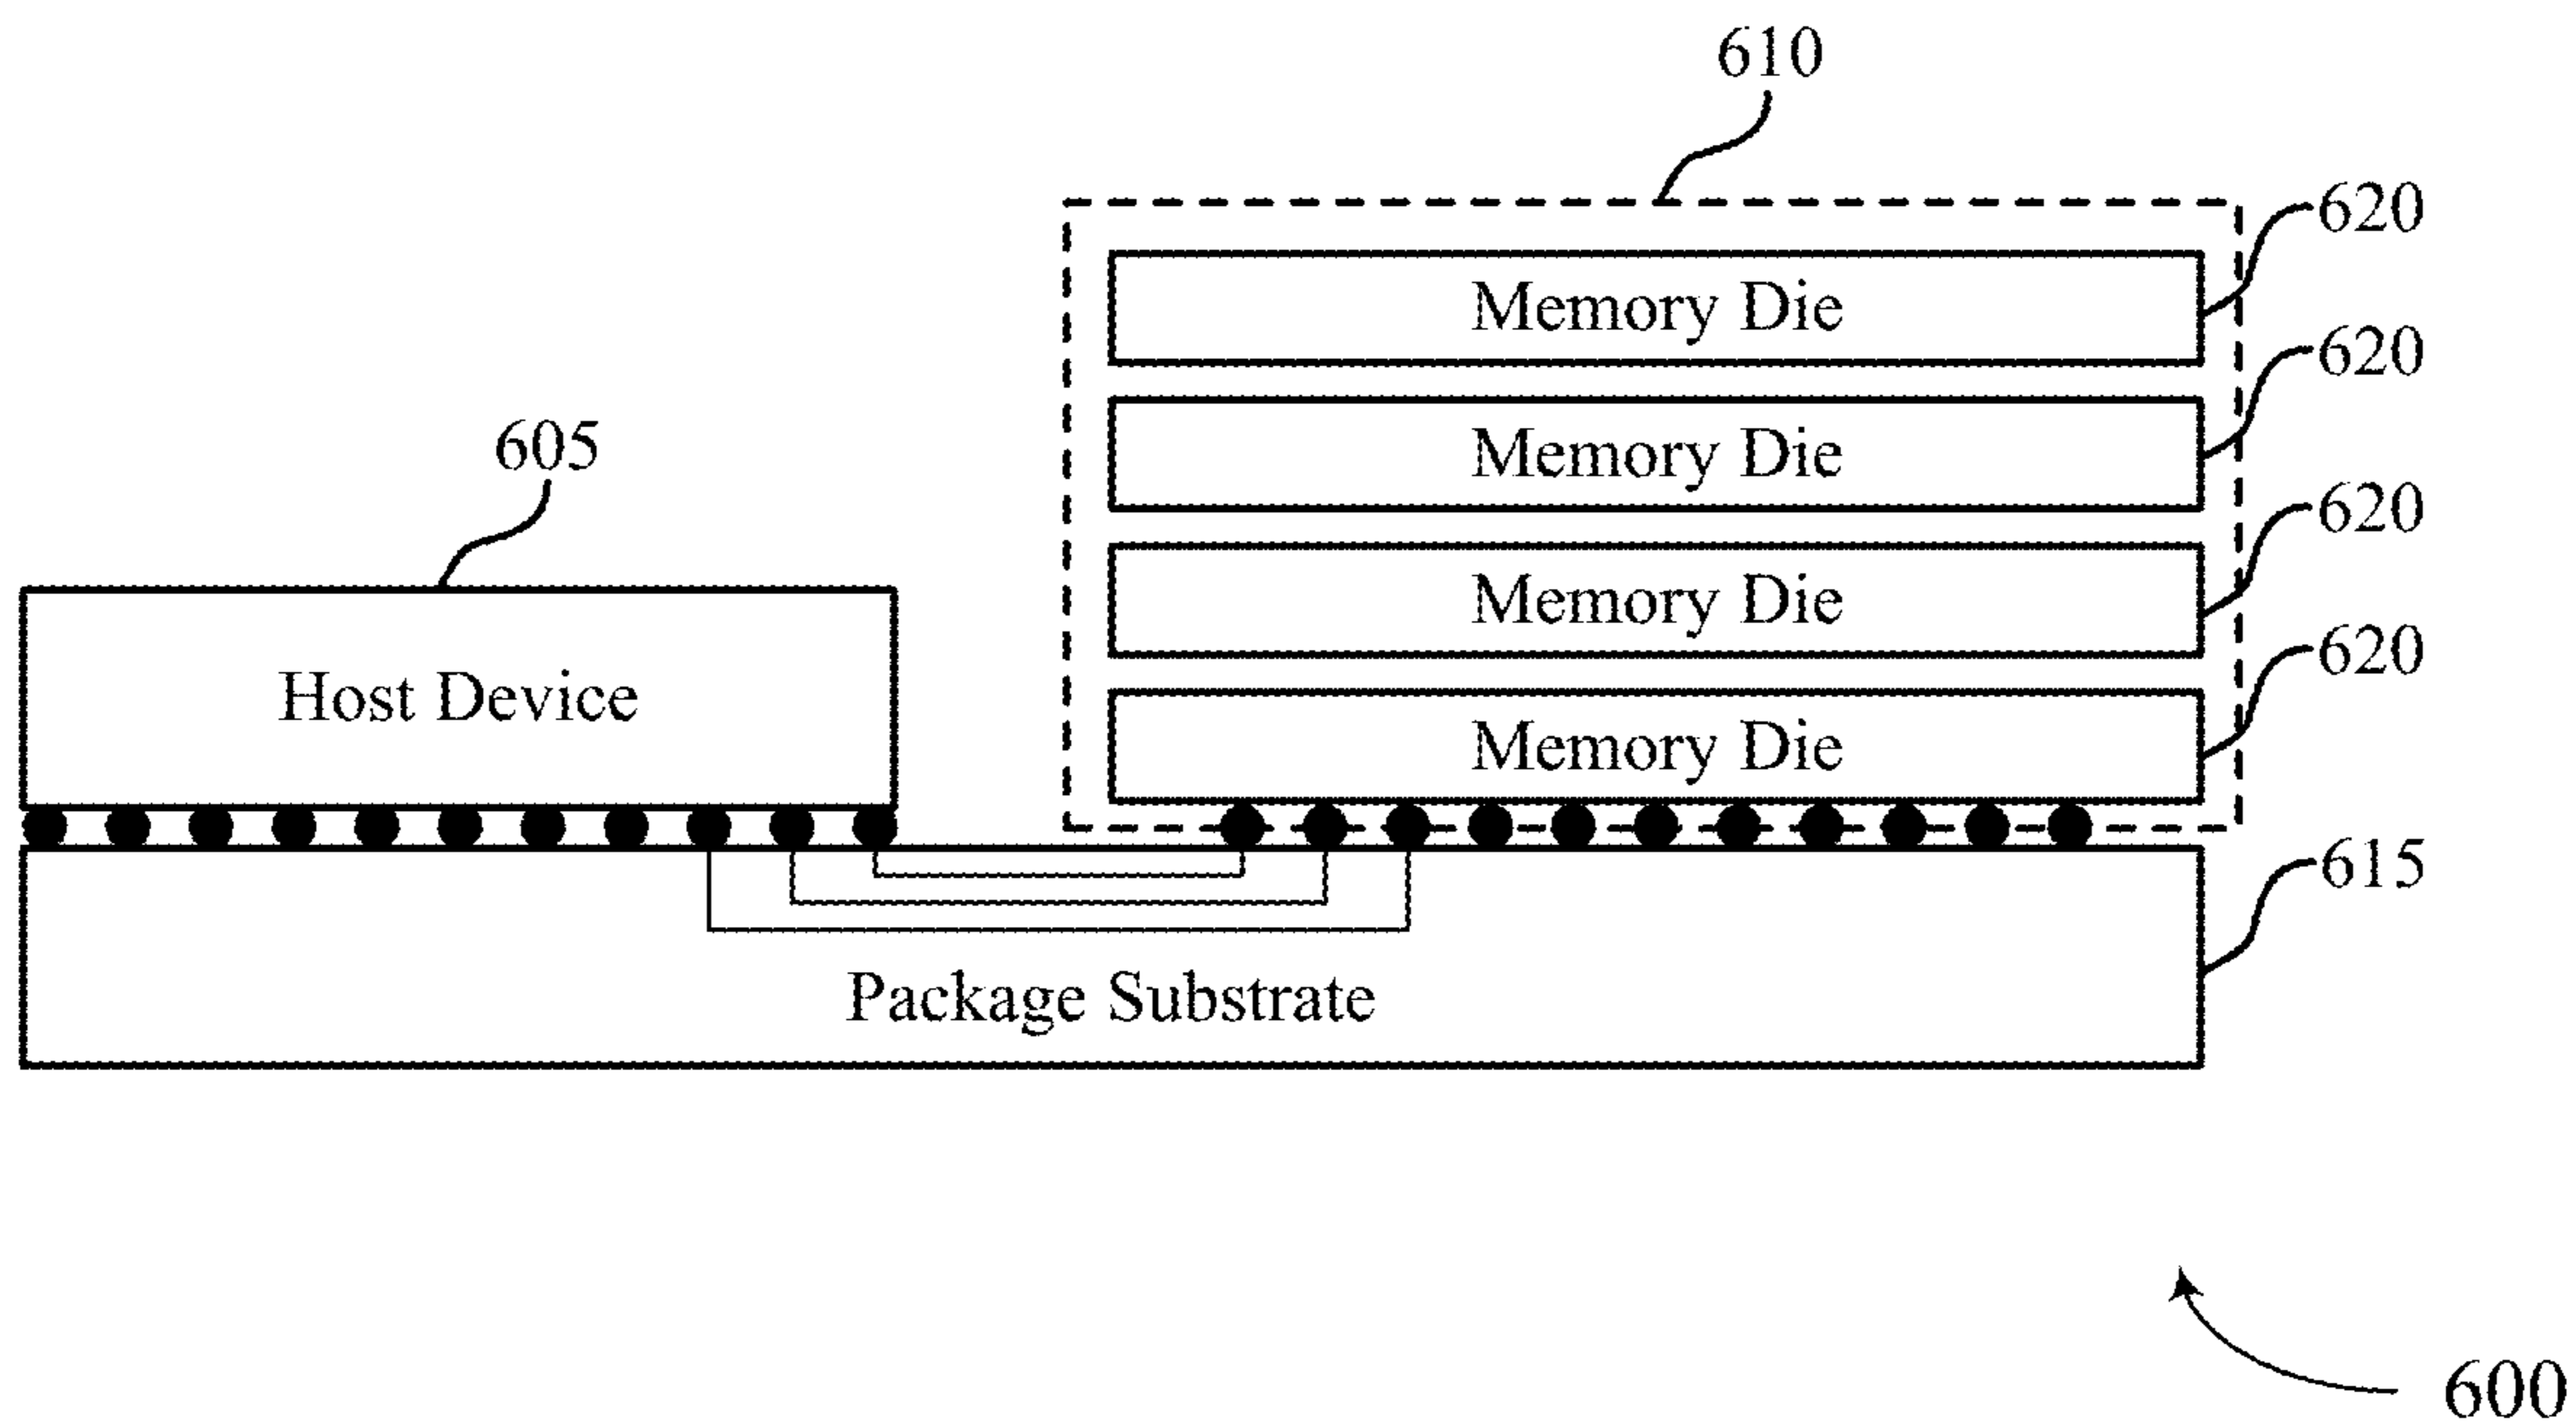 610
620
Memory Die
620
Memory Die
605
620
Memory Die
620
Host Device
Memory Die
615
Package Substrate
600